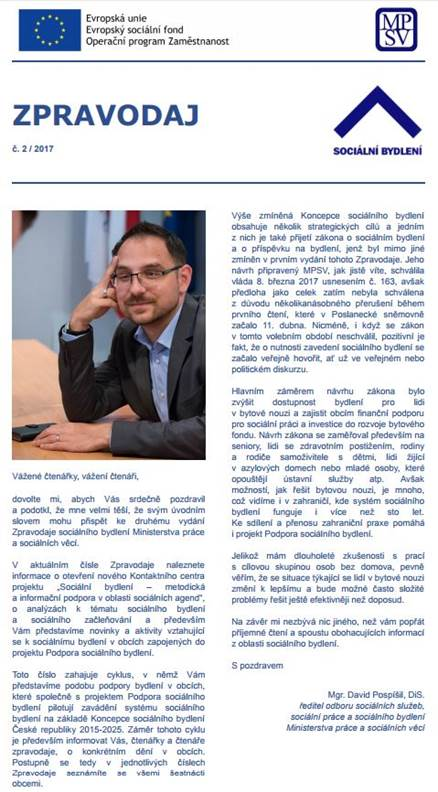 Evropská unie
Evropský sociální fond
Operační program Zaměstnanost
MP
SV
ZPRAVODAJ
č. 2 / 2017
SOCIÁLNÍ BYDLENÍ
Vážené čtenářky, vážení čtenáři,
dovolte mi, abych Vás srdečně pozdravil
a podotkl, že mne velmi těší, že svým úvodním
slovem mohu přispět ke druhému vydání
Zpravodaje sociálního bydlení Ministerstva práce
a sociálních věcí.
V aktuálním čísle Zpravodaje naleznete
informace o otevření nového Kontaktního centra
projektu „Sociální bydlení – metodická
a informační podpora v oblasti sociálních agend",
o analýzách k tématu sociálního bydlení
a sociálního začleňování a především
Vám představíme novinky a aktivity vztahující
se k sociálnímu bydlení v obcích zapojených do
projektu Podpora sociálního bydlení.
Toto číslo zahajuje cyklus, v němž Vám
představíme podobu podpory bydlení v obcích,
které společně s projektem Podpora sociálního
bydlení pilotují zavádění systému sociálního
bydlení na základě Koncepce sociálního bydlení
České republiky 2015-2025. Záměr tohoto cyklu
je především informovat Vás, čtenářky a čtenáře
zpravodaje, o konkrétním dění v obcích.
Postupně se tedy v jednotlivých číslech
Zpravodaje seznámíte se všemi šestnácti
obcemi.
Výše zmíněná Koncepce sociálního bydlení
obsahuje několik strategických cílů a jedním
z nich je také přijetí zákona o sociálním bydlení
a o příspěvku na bydlení, jenž byl mimo jiné
zmíněn v prvním vydání tohoto Zpravodaje. Jeho
návrh připravený MPSV, jak jistě víte, schválila
vláda 8. března 2017 usnesením č. 163, avšak
předloha jako celek zatím nebyla schválena
z důvodu několikanásobného přerušení během
prvního čtení, které v Poslanecké sněmovně
začalo 11. dubna. Nicméně, i když se zákon
v tomto volebním období neschválil, pozitivní je
fakt, že o nutnosti zavedení sociálního bydlení se
začalo veřejně hovořit, ať už ve veřejném nebo
politickém diskurzu.
Hlavním záměrem návrhu zákona bylo
zvýšit dostupnost bydlení pro lidi
v bytové nouzi a zajistit obcím finanční podporu
pro sociální práci a investice do rozvoje bytového
fondu. Návrh zákona se zaměřoval především na
seniory, lidi se zdravotním postižením, rodiny
a rodiče samoživitele s dětmi, lidi žijící
v azylových domech nebo mladé osoby, které
opouštějí ústavní služby atp. Avšak
možností, jak řešit bytovou nouzi, je mnoho,
což vidíme i v zahraničí, kde systém sociálního
bydlení funguje i více než sto let.
Ke sdílení a přenosu zahraniční praxe pomáhá
i projekt Podpora sociálního bydlení.
Jelikož mám dlouholeté zkušenosti s prací
s cílovou skupinou osob bez domova, pevně
věřím, že se situace týkající se lidí v bytové nouzi
změní k lepšímu a bude možno často složité
problémy řešit ještě efektivněji než doposud.
Na závěr mi nezbývá nic jiného, než vám popřát
příjemné čtení a spoustu obohacujících informací
z oblasti sociálního bydlení.
S pozdravem
Mgr. David Pospíšil, DiS.
ředitel odboru sociálních služeb,
sociální práce a sociálního bydlení
Ministerstva práce a sociálních věcí